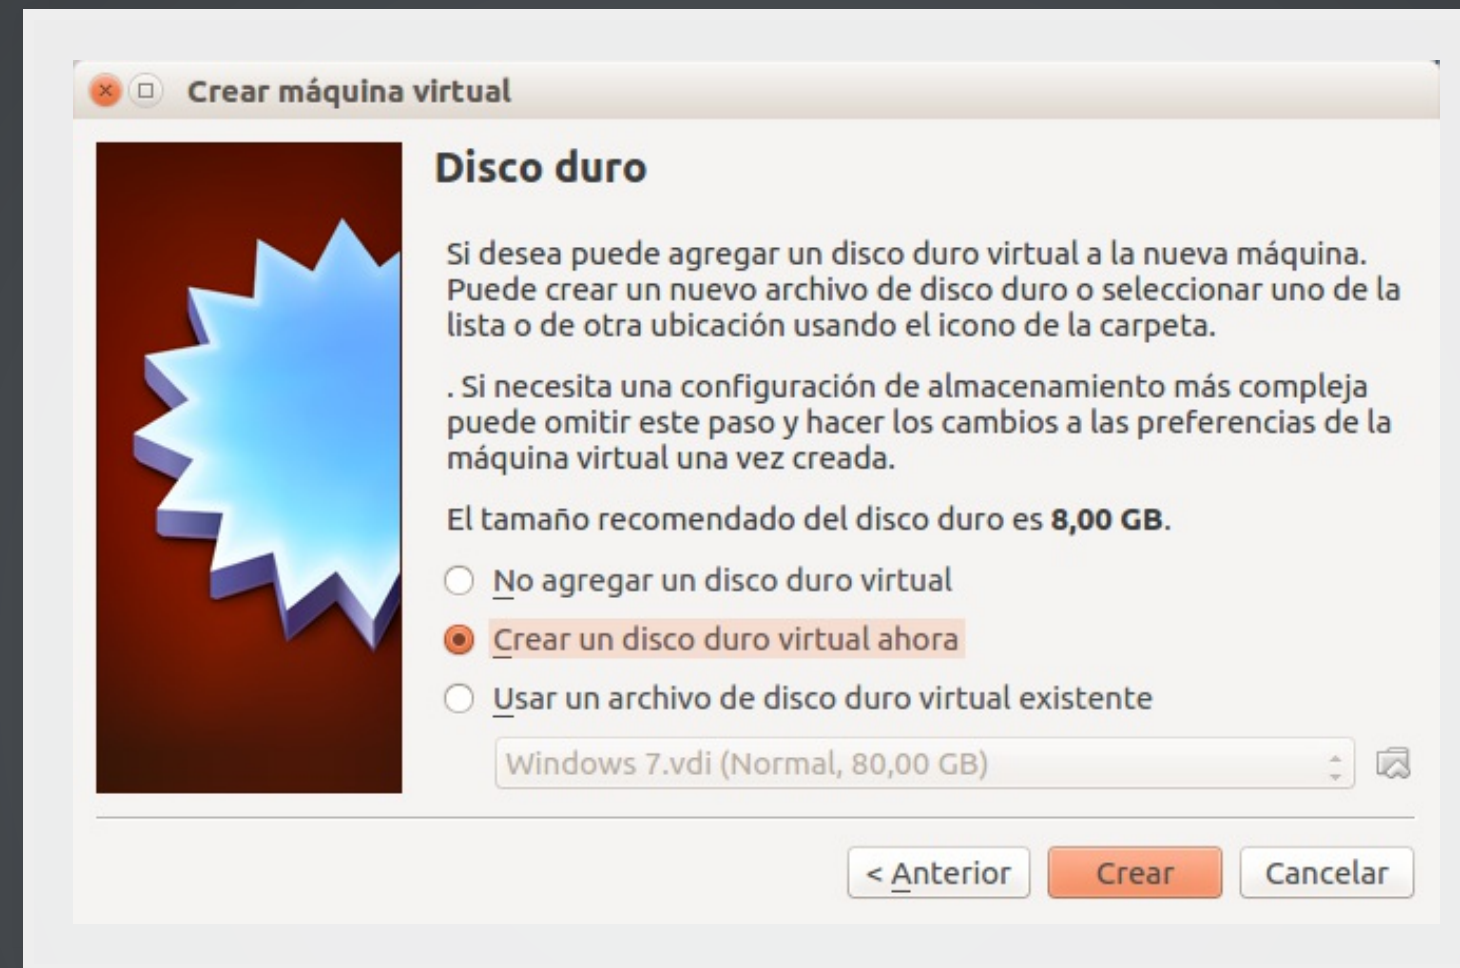 Crear máquina virtual
Disco duro
Si desea puede agregar un disco duro virtual a la nueva máquina.
Puede crear un nuevo archivo de disco duro o seleccionar uno de la
lista o de otra ubicación usando el icono de la carpeta.
. Si necesita una configuración de almacenamiento más compleja
puede omitir este paso y hacer los cambios a las preferencias de la
máquina virtual una vez creada.
El tamaño recomendado del disco duro es 8,00 GB.
No agregar un disco duro virtual
Crear un disco duro virtual ahora
Usar un archivo de disco duro virtual existente
Windows 7.vdi (Normal, 80,00 GB)
< Anterior Crear Cancelar